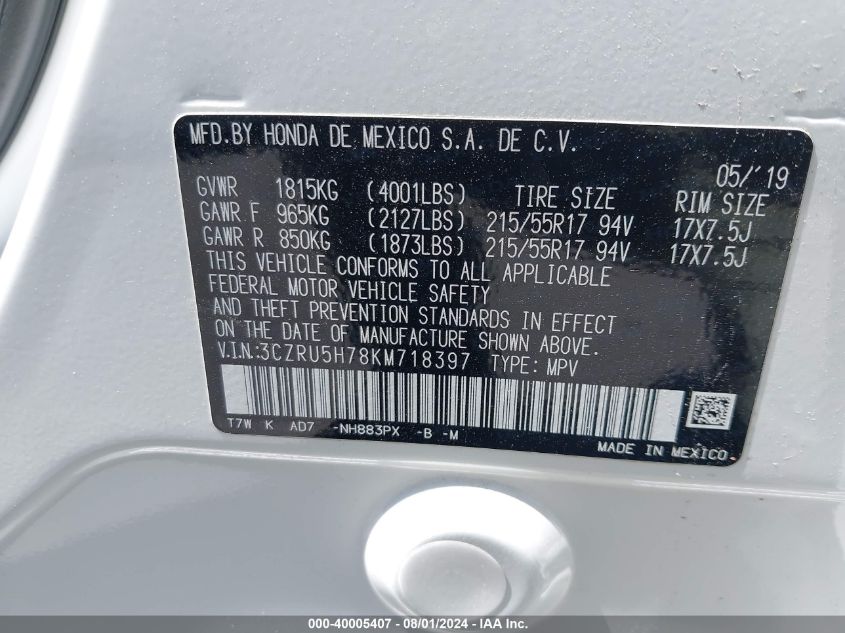 MFD.BY HONDA DE MEXICO S.A. DE C.V.
05/'19
GVWR 1815KG (4001LBS) TIRE SIZE RIM SIZE
GAWR F 965KG (2127LBS) 215/55R17 94V 17X7.5J
GAWR R 850KG (1873LBS) 215/55R17 94V 17X7.5J
THIS VEHICLE CONFORMS TO ALL APPLICABLE
FEDERAL MOTOR VEHICLE SAFETY
AND THEFT PREVENTION STANDARDS IN EFFECT
ON THE DATE OF MANUFACTURE SHOWN ABOVE.
V.I.N:3CZRU5H78KM718397 TYPE: MPV
T7W K AD7 -NH883PX -B -M
MADE IN MEXICO
000-40005407 - 08/01/2024 - IAA Inc.